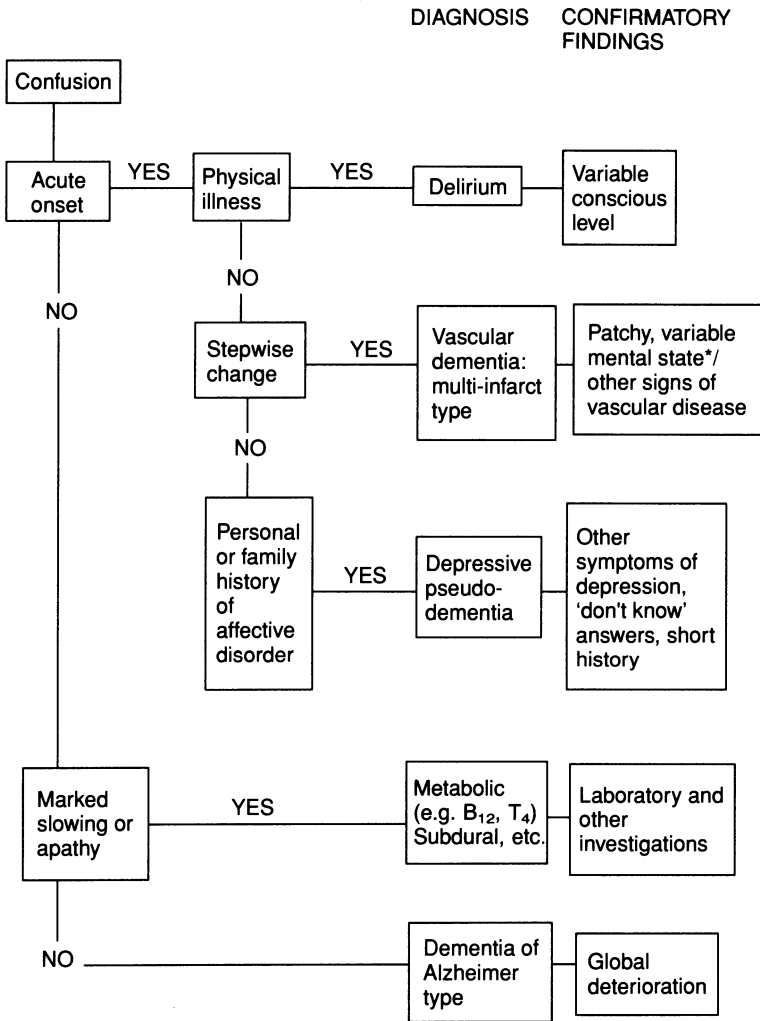 DIAGNOSIS
CONFIRMATORY
FINDINGS
Confusion
Acute
onset
YES
Physical
illness
YES
Delirium
Variable
conscious
level
NO
NO
Stepwise
change
YES
Vascular
dementia:
multi-infarct
type
Patchy, variable
mental state*/
other signs of
vascular disease
NO
Personal
or family
history
of
affective
disorder
YES
Depressive
pseudo-
dementia
Other
symptoms of
depression,
‘don't know’
answers, short
history
Marked
slowing or
apathy
YES
Metabolic
(e.g. B₁₂, T₄)
Subdural, etc.
Laboratory and
other
investigations
NO
Dementia of
Alzheimer
type
Global
deterioration